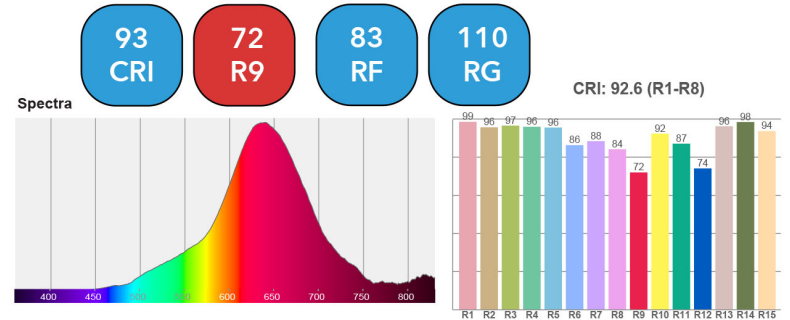 93 72 83 110
CRI R9 RF RG
CRI: 92.6 (R1-R8)
Spectra
99 96 97 96 96 86 88 84 72 92 87 74 96 98 94
400 450 500 550 600 650 700 750 800
R1 R2 R3 R4 R5 R6 R7 R8 R9 R10 R11 R12 R13 R14 R15